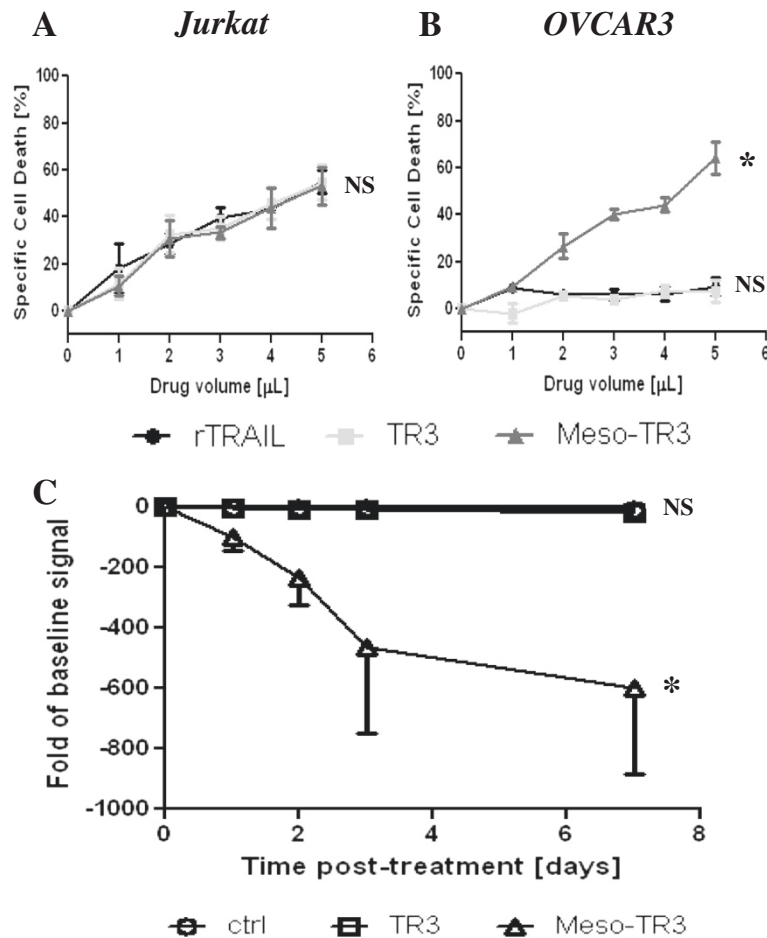 A Jurkat B OVCAR3
100
80
60
40
20
0
Specific Cell Death [%]
NS
0 1 2 3 4 5 6
Drug volume [µL]
100
80
60
40
20
0
Specific Cell Death [%]
*
NS
0 1 2 3 4 5 6
Drug volume [µL]
rTRAIL TR3 Meso-TR3
C
0
-200
-400
-600
-800
-1000
Fold of baseline signal
NS
*
0 2 4 6 8
Time post-treatment [days]
ctrl TR3 Meso-TR3